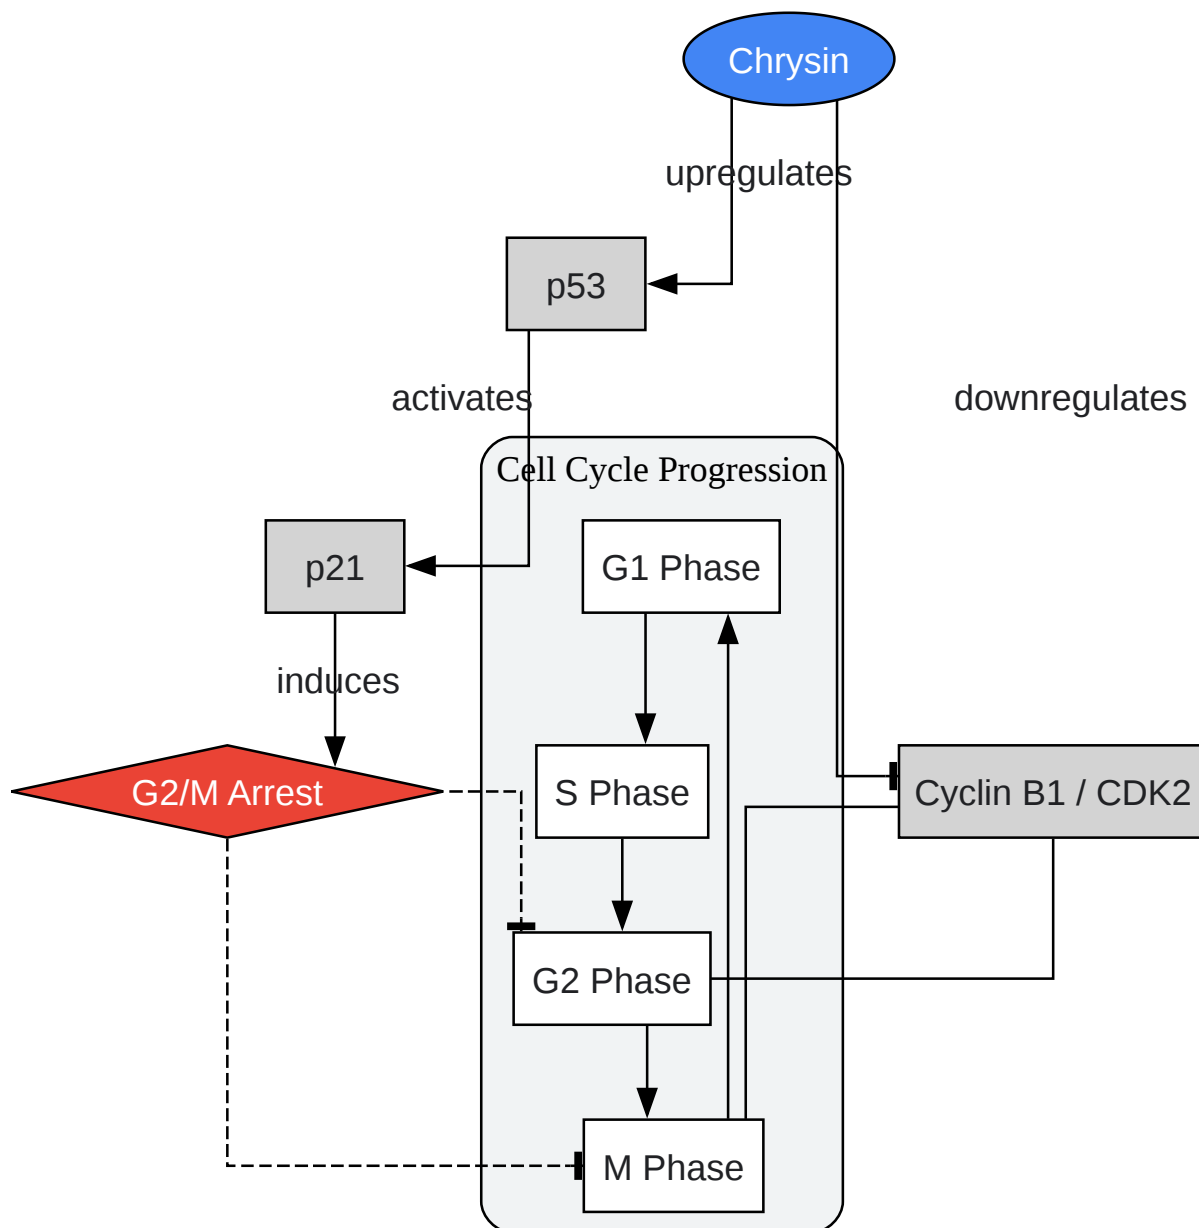 Chrysin
upregulates
p53
activates
downregulates
Cell Cycle Progression
p21
G1 Phase
induces
G2/M Arrest
S Phase
Cyclin B1 / CDK2
G2 Phase
M Phase